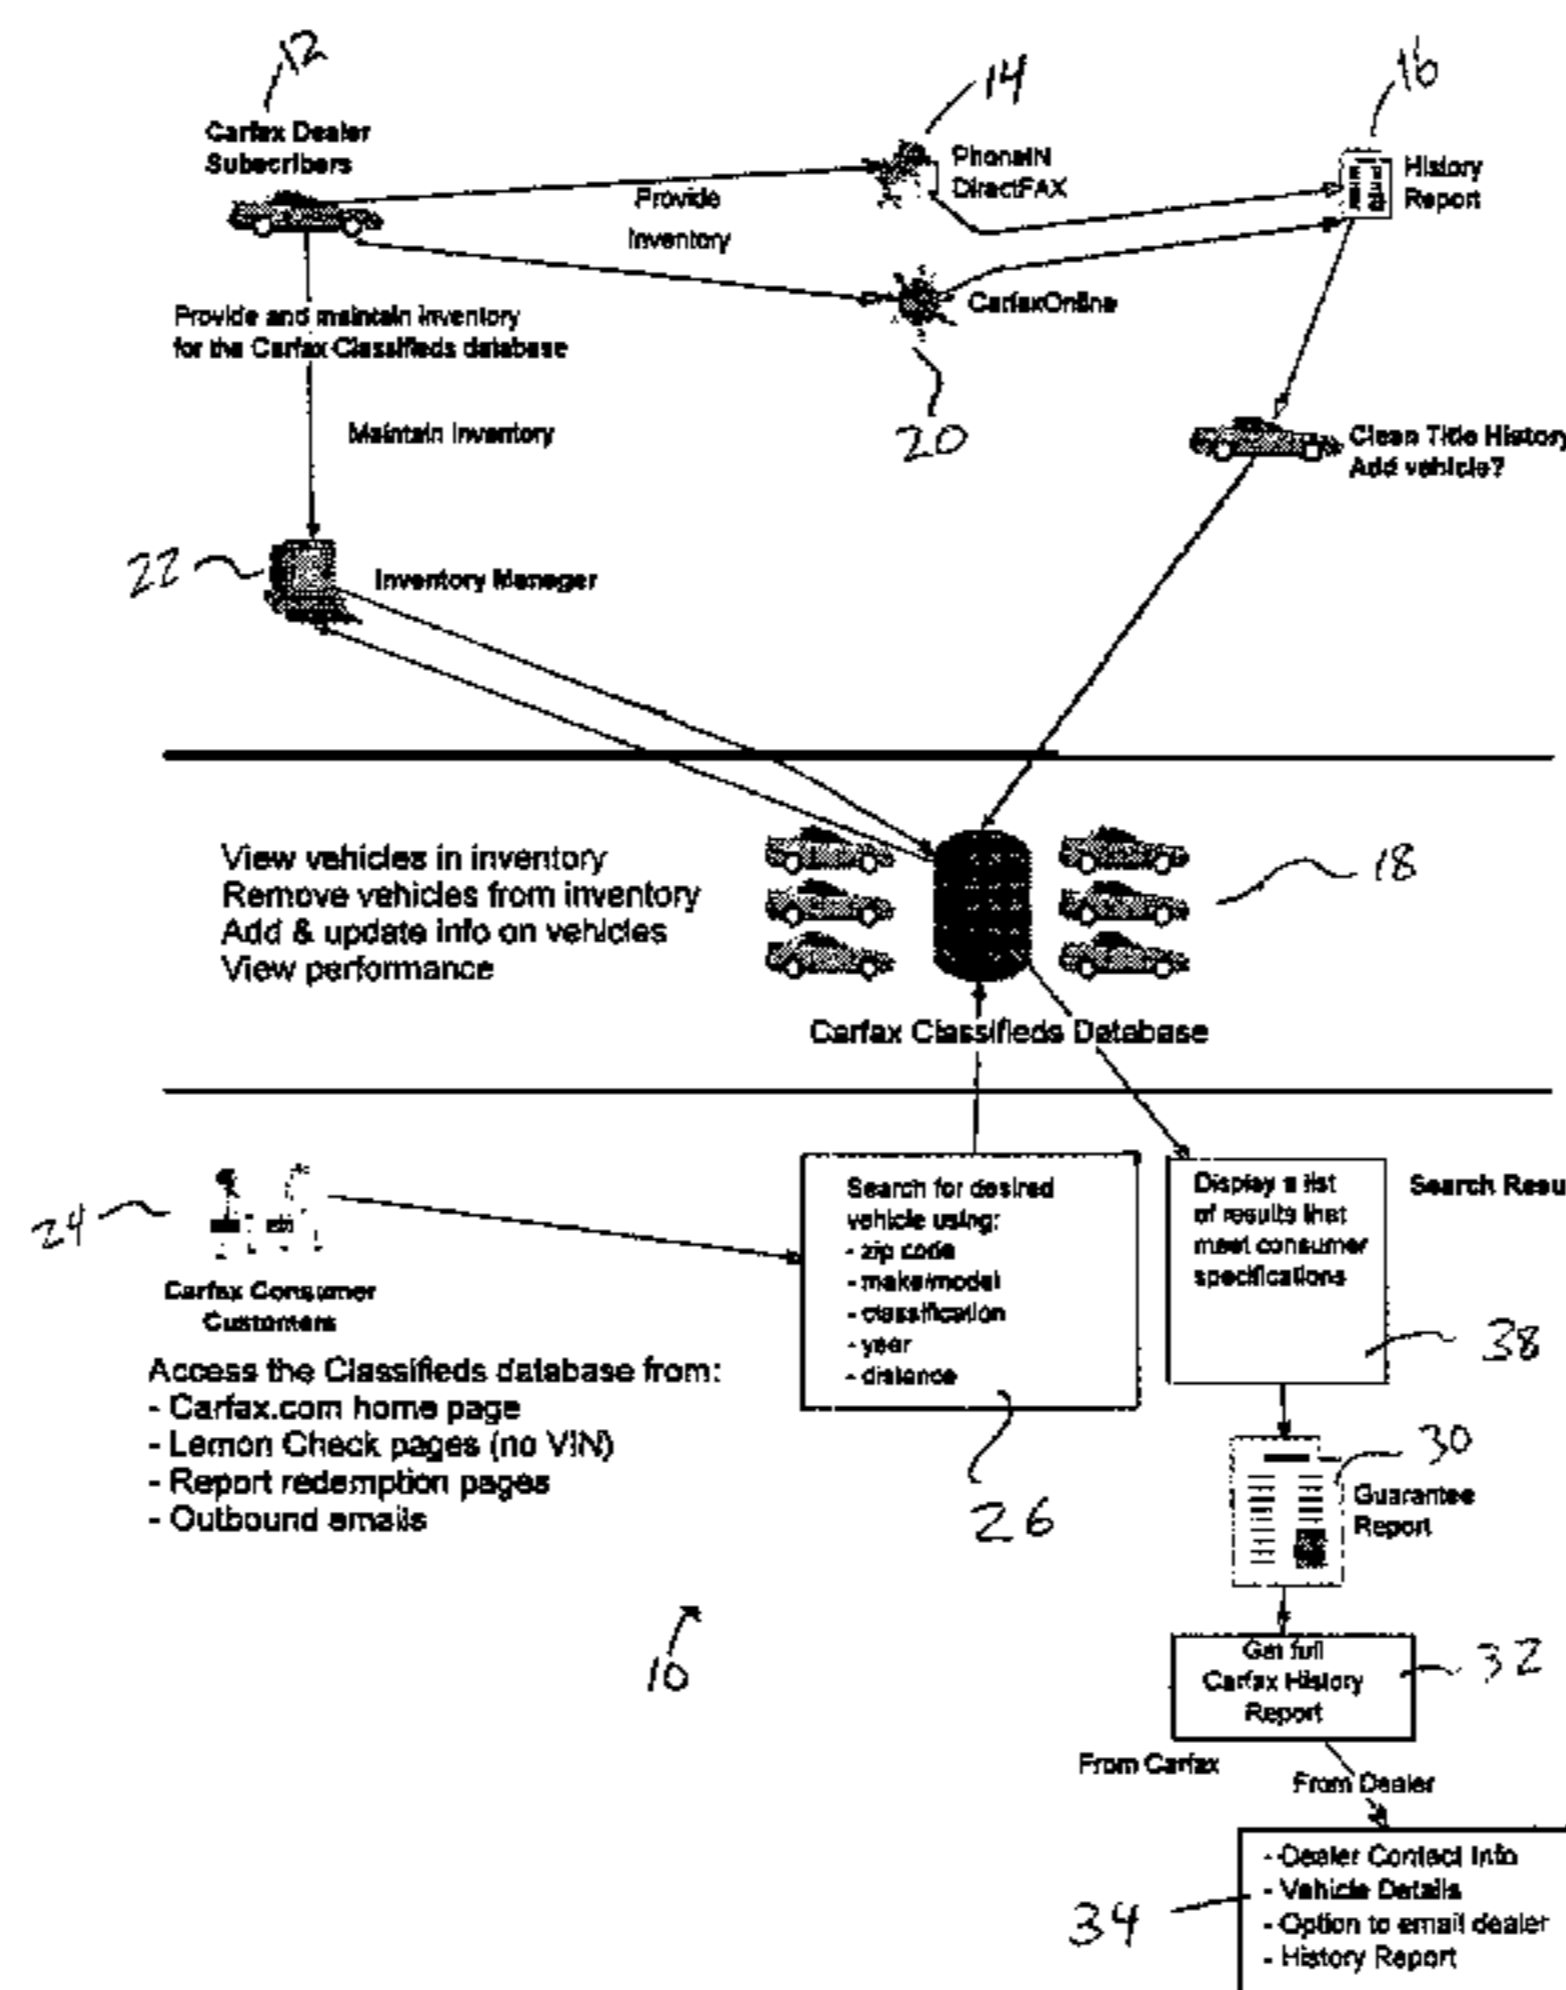 12
14
16
Carfax Dealer
Subscribers
PhoneIN
DirectFAX
History
Report
Provide
Inventory
CarfaxOnline
Provide and maintain inventory
for the Carfax Classifieds database
20
Maintain Inventory
Clean Title History
Add vehicle?
22
Inventory Manager
View vehicles in inventory
Remove vehicles from inventory
Add & update info on vehicles
View performance
18
Carfax Classifieds Database
24
Carfax Consumer
Customers
Search for desired
vehicle using:
- zip code
- make/model
- classification
- year
- distance
Display a list
of results that
meet consumer
specifications
Search Resu
38
Access the Classifieds database from:
- Carfax.com home page
- Lemon Check pages (no VIN)
- Report redemption pages
- Outbound emails
26
30
Guarantee
Report
10
Get full
Carfax History
Report
32
From Carfax
From Dealer
- Dealer Contact Info
- Vehicle Details
- Option to email dealer
- History Report
34